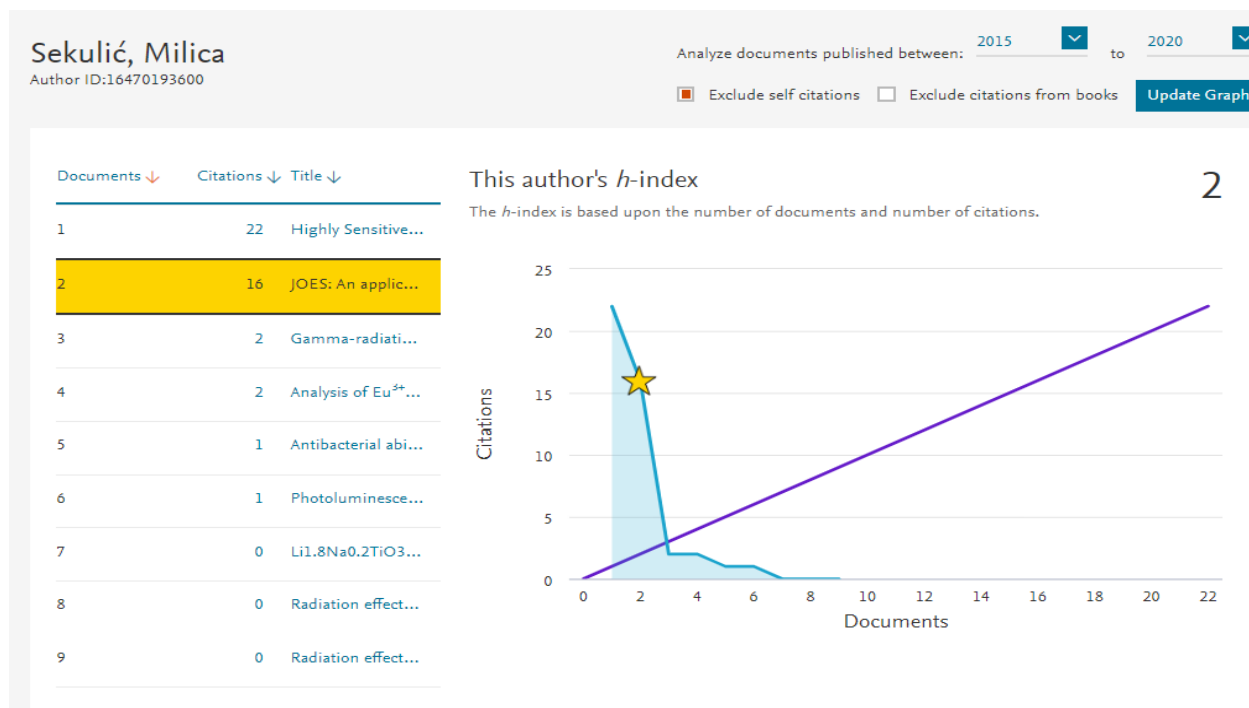 Sekulić, Milica
Author ID:16470193600
Analyze documents published between: 2015 to 2020
Exclude self citations Exclude citations from books Update Graph
Documents Citations Title
1 22 Highly Sensitive...
2 16 JOES: An applic...
3 2 Gamma-radiati...
4 2 Analysis of Eu³⁺...
5 1 Antibacterial abi...
6 1 Photoluminesce...
7 0 Li1.8Na0.2TiO3...
8 0 Radiation effect...
9 0 Radiation effect...
This author's h-index
2
The h-index is based upon the number of documents and number of citations.
Citations
25
20
15
10
5
0
0 2 4 6 8 10 12 14 16 18 20 22
Documents